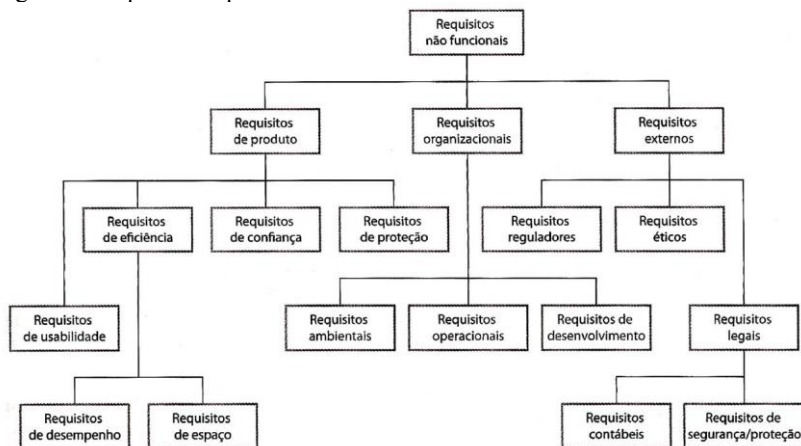 Requisitos
não funcionais
Requisitos
de produto
Requisitos
organizacionais
Requisitos
externos
Requisitos
de eficiência
Requisitos
de confiança
Requisitos
de proteção
Requisitos
reguladores
Requisitos
éticos
Requisitos
de usabilidade
Requisitos
ambientais
Requisitos
operacionais
Requisitos de
desenvolvimento
Requisitos
legais
Requisitos
de desempenho
Requisitos
de espaço
Requisitos
contábeis
Requisitos de
segurança/proteção